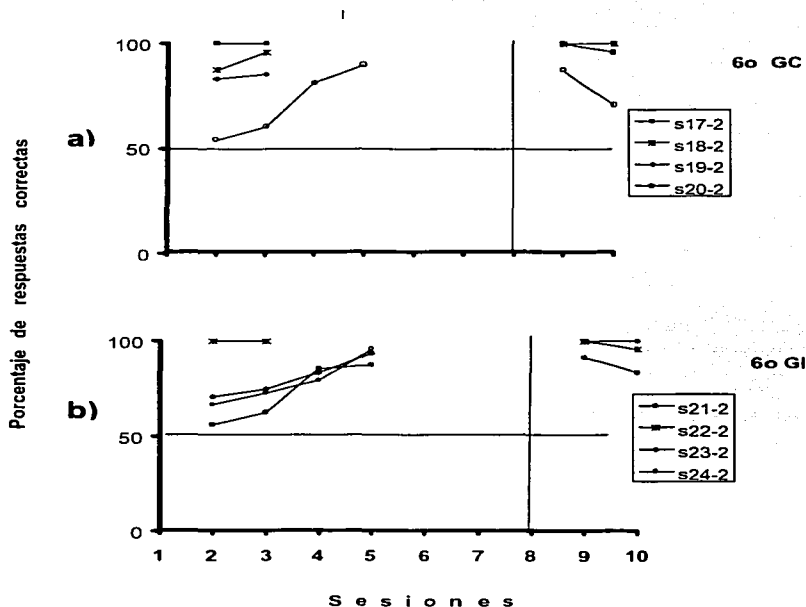 Porcentaje de respuestas correctas
a)
100
50
0
6o GC
s17-2
s18-2
s19-2
s20-2
b)
100
50
0
6o GI
s21-2
s22-2
s23-2
s24-2
1 2 3 4 5 6 7 8 9 10
Sesiones